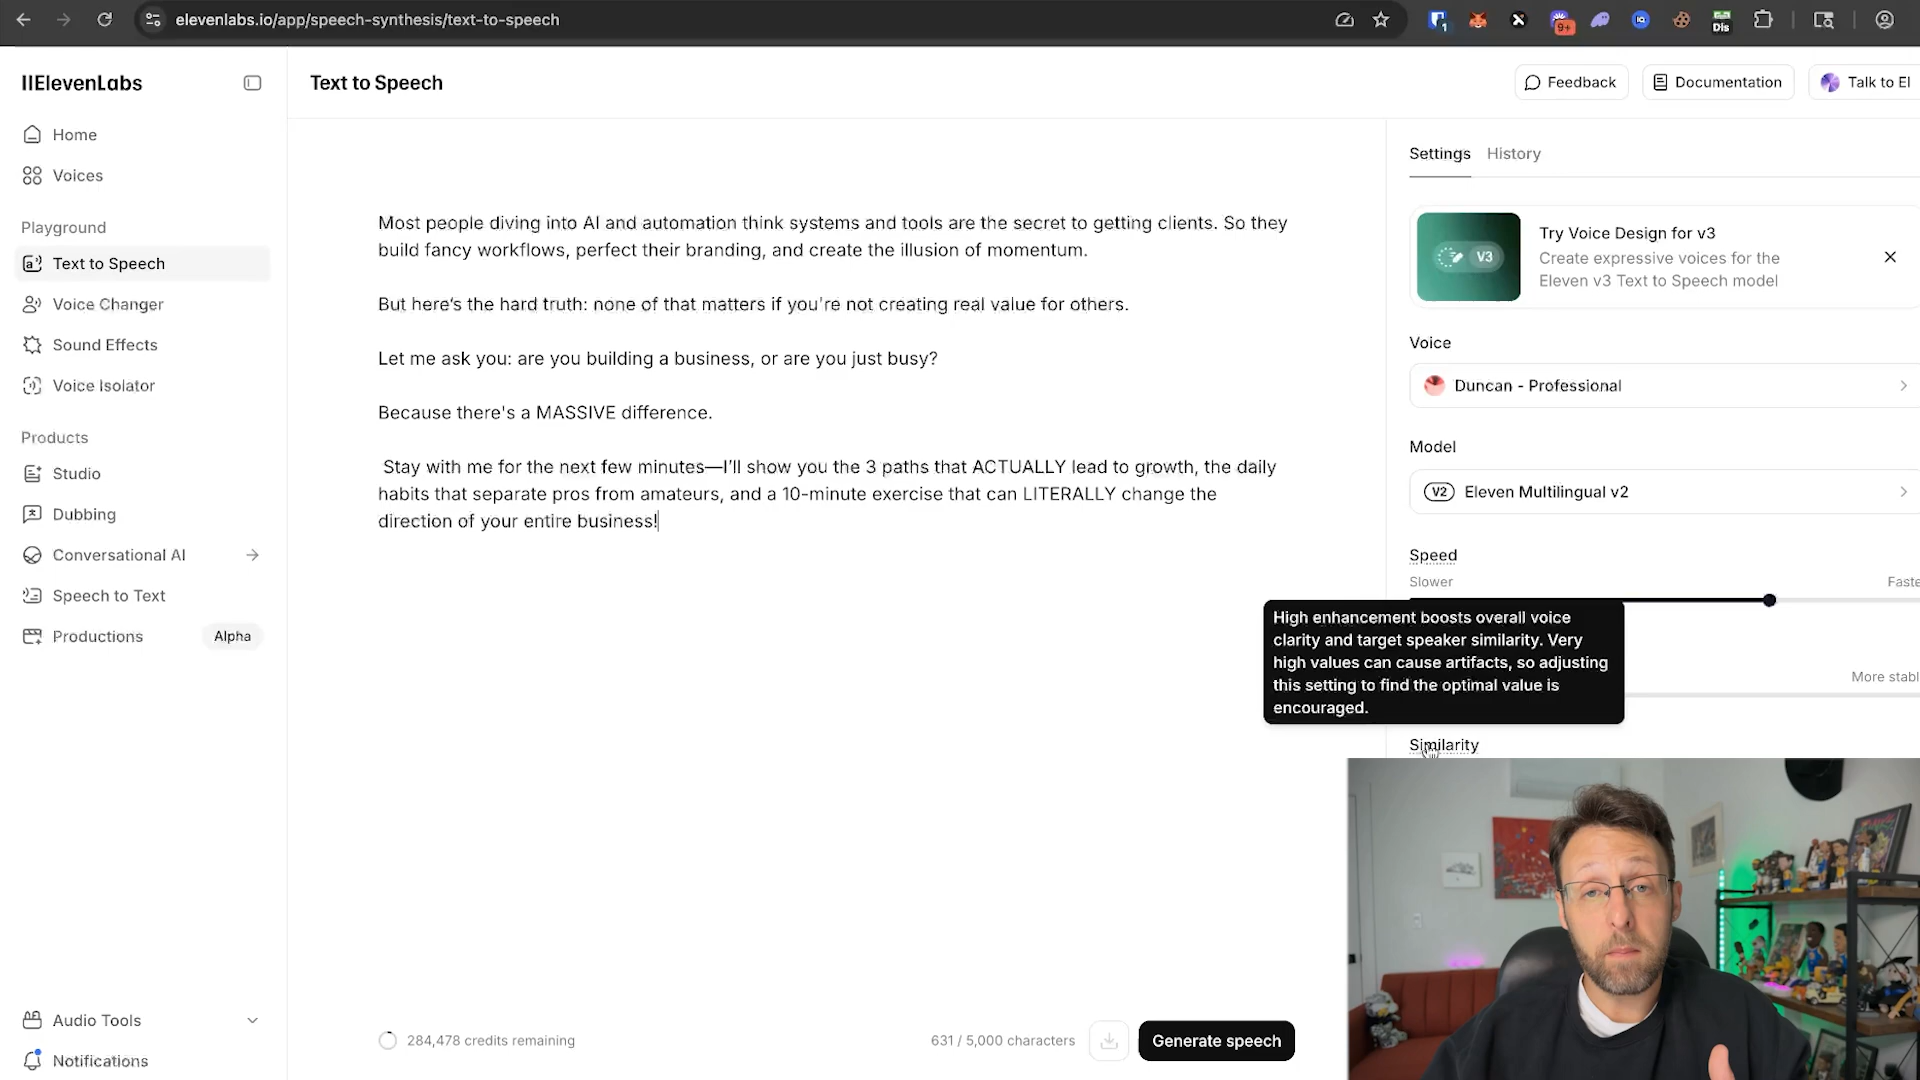 elevenlabs.io/app/speech-synthesis/text-to-speech
1
9+
Dis
IIElevenLabs
Home
Voices
Playground
Text to Speech
Voice Changer
Sound Effects
Voice Isolator
Products
Studio
Dubbing
Conversational AI
Speech to Text
Productions
Alpha
Audio Tools
Notifications
Text to Speech
Feedback
Documentation
Talk to El
Most people diving into AI and automation think systems and tools are the secret to getting clients. So they
build fancy workflows, perfect their branding, and create the illusion of momentum.
But here's the hard truth: none of that matters if you're not creating real value for others.
Let me ask you: are you building a business, or are you just busy?
Because there's a MASSIVE difference.
Stay with me for the next few minutes—I'll show you the 3 paths that ACTUALLY lead to growth, the daily
habits that separate pros from amateurs, and a 10-minute exercise that can LITERALLY change the
direction of your entire business!
284,478 credits remaining
631 / 5,000 characters
Generate speech
Settings
History
V3
Try Voice Design for v3
Create expressive voices for the
Eleven v3 Text to Speech model
Voice
Duncan - Professional
Model
V2
Eleven Multilingual v2
Speed
Slower
Faste
High enhancement boosts overall voice
clarity and target speaker similarity. Very
high values can cause artifacts, so adjusting
this setting to find the optimal value is
encouraged.
More stabl
Similarity